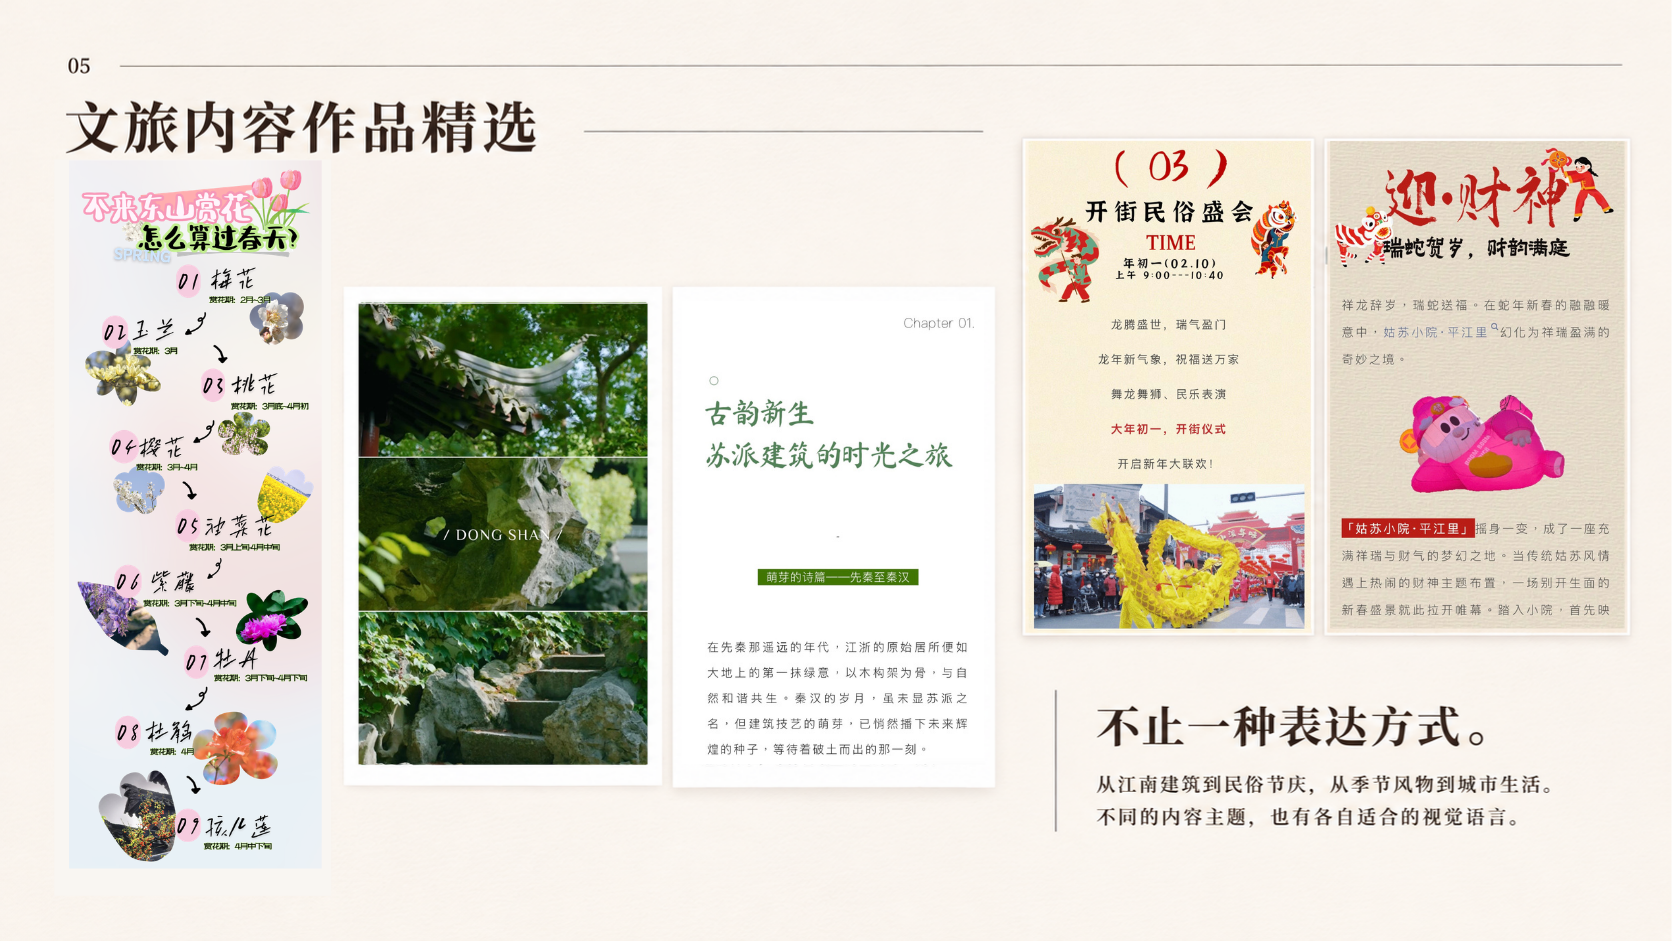 05
文旅内容作品精选
不来东山赏花
怎么算过春天?
SPRING
01 梅花
赏花期: 2月~3月
02 玉兰
赏花期: 3月
03 桃花
赏花期: 3月底~4月初
04 樱花
赏花期: 3月~4月
05 油菜花
赏花期: 3月上旬~4月中旬
06 紫藤
赏花期: 3月下旬~4月中旬
07 牡丹
赏花期: 3月下旬~4月下旬
08 杜鹃
赏花期: 4月
09 孩儿莲
赏花期: 4月中下旬
/ DONG SHAN /
Chapter 01.
古韵新生
苏派建筑的时光之旅
萌芽的诗篇——先秦至秦汉
在先秦那遥远的年代，江浙的原始居所便如
大地上的第一抹绿意，以木构架为骨，与自
然和谐共生。秦汉的岁月，虽未显苏派之
名，但建筑技艺的萌芽，已悄然播下未来辉
煌的种子，等待着破土而出的那一刻。
( 03 )
开街民俗盛会
TIME
年初一(02.10)
上午 9:00---10:40
龙腾盛世，瑞气盈门
龙年新气象，祝福送万家
舞龙舞狮、民乐表演
大年初一，开街仪式
开启新年大联欢！
迎·财神
瑞蛇贺岁，财韵满庭
祥龙辞岁，瑞蛇送福。在蛇年新春的融融暖
意中，姑苏小院·平江里幻化为祥瑞盈满的
奇妙之境。
「姑苏小院·平江里」摇身一变，成了一座充
满祥瑞与财气的梦幻之地。当传统姑苏风情
遇上热闹的财神主题布置，一场别开生面的
新春盛景就此拉开帷幕。踏入小院，首先映
不止一种表达方式。
从江南建筑到民俗节庆，从季节风物到城市生活。
不同的内容主题，也有各自适合的视觉语言。